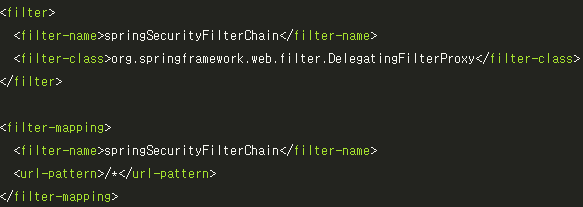 <filter>
  <filter-name>springSecurityFilterChain</filter-name>
  <filter-class>org.springframework.web.filter.DelegatingFilterProxy</filter-class>
</filter>

<filter-mapping>
  <filter-name>springSecurityFilterChain</filter-name>
  <url-pattern>/*</url-pattern>
</filter-mapping>